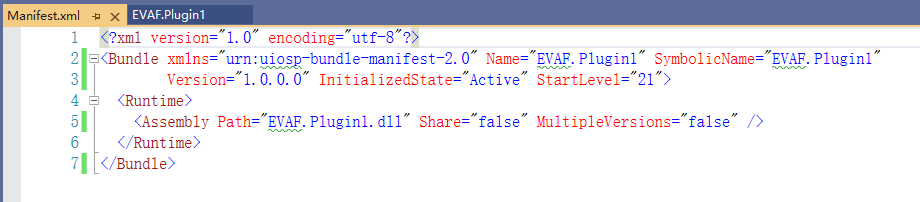 Manifest.xml EVAF.Plugin1
1 <?xml version="1.0" encoding="utf-8"?>
2 <Bundle xmlns="urn:uiosp-bundle-manifest-2.0" Name="EVAF.Plugin1" SymbolicName="EVAF.Plugin1"
3 Version="1.0.0.0" InitializedState="Active" StartLevel="21">
4 <Runtime>
5 <Assembly Path="EVAF.Plugin1.dll" Share="false" MultipleVersions="false" />
6 </Runtime>
7 </Bundle>